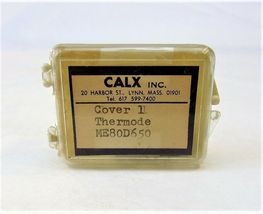 CALX INC.
20 HARBOR ST., LYNN, MASS. 01901
Tel. 617 599-7400
Cover 1
Thermode
ME80D650